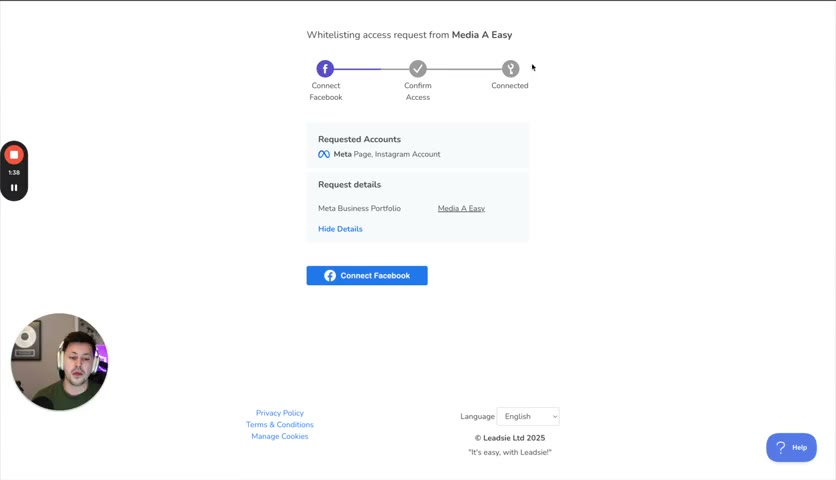 Whitelisting access request from Media A Easy
Connect
Facebook
Confirm
Access
Connected
Requested Accounts
Meta Page, Instagram Account
Request details
Meta Business Portfolio
Media A Easy
Hide Details
Connect Facebook
1:38
Privacy Policy
Terms & Conditions
Manage Cookies
Language
English
© Leadsie Ltd 2025
"It's easy, with Leadsie!"
? Help